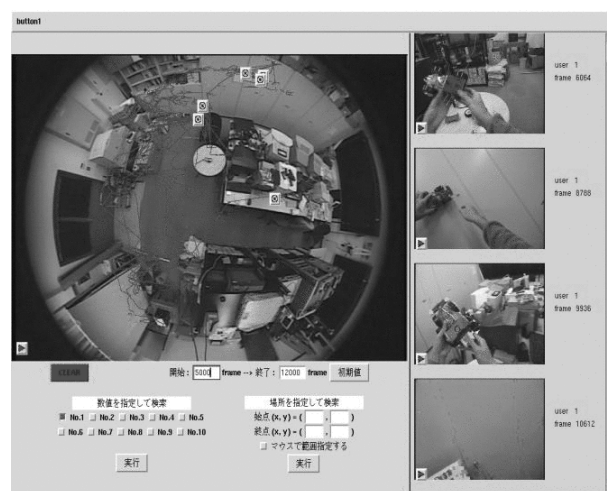 button1
user 1
frame 6064
user 1
frame 8788
user 1
frame 9936
user 1
frame 10612
CLEAR
開始: 5000 frame --> 終了: 12000 frame 初期値
数値を指定して検索
No.1 No.2 No.3 No.4 No.5
No.6 No.7 No.8 No.9 No.10
実行
場所を指定して検索
始点 (x, y) = ( , )
終点 (x, y) = ( , )
マウスで範囲指定する
実行